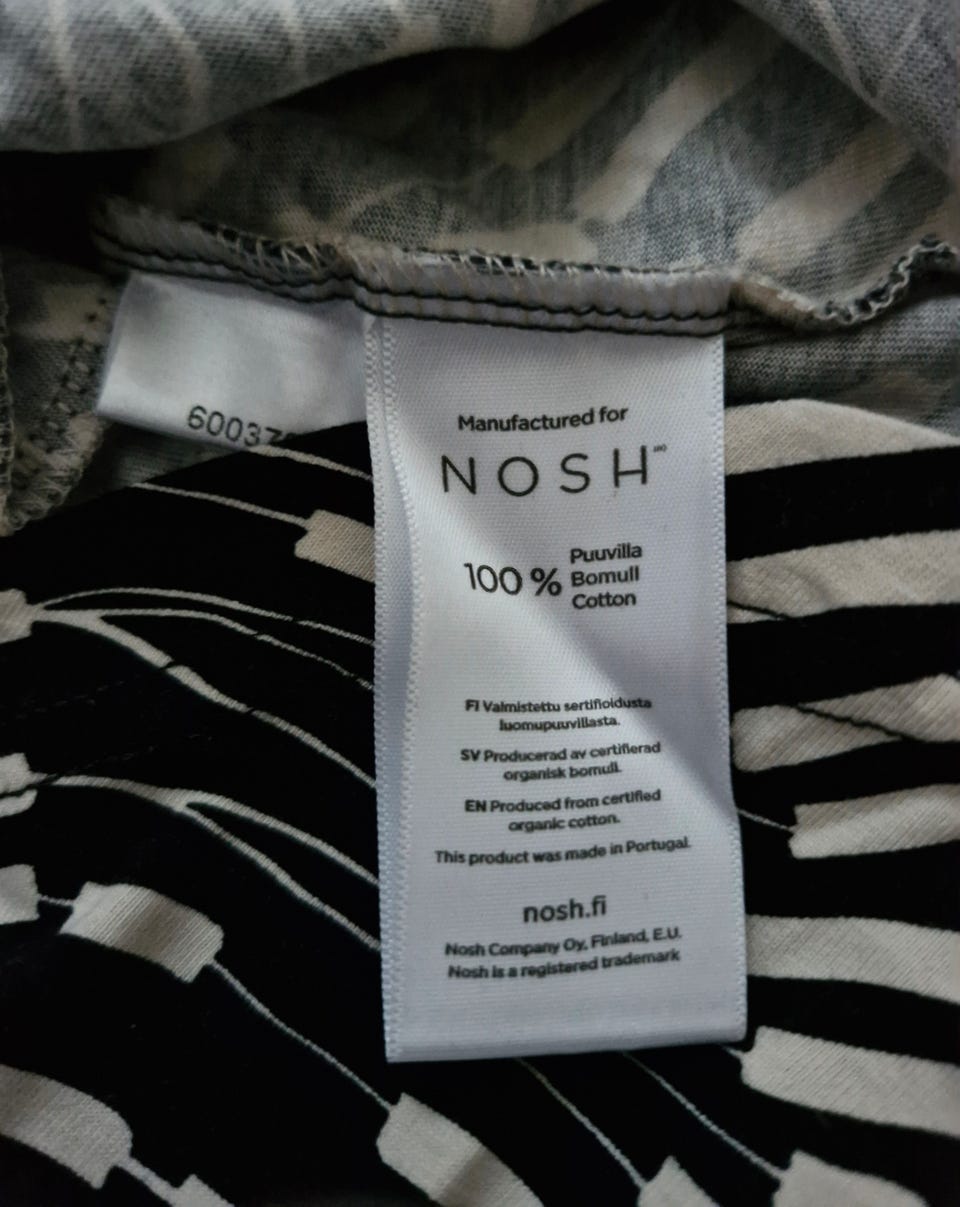 60037
Manufactured for
NOSH
100 % Puuvilla
Bomull
Cotton
FI Valmistettu sertifioidusta
luomupuuvillasta.
SV Producerad av certifierad
organisk bomull.
EN Produced from certified
organic cotton.
This product was made in Portugal.
nosh.fi
Nosh Company Oy, Finland, E.U.
Nosh is a registered trademark